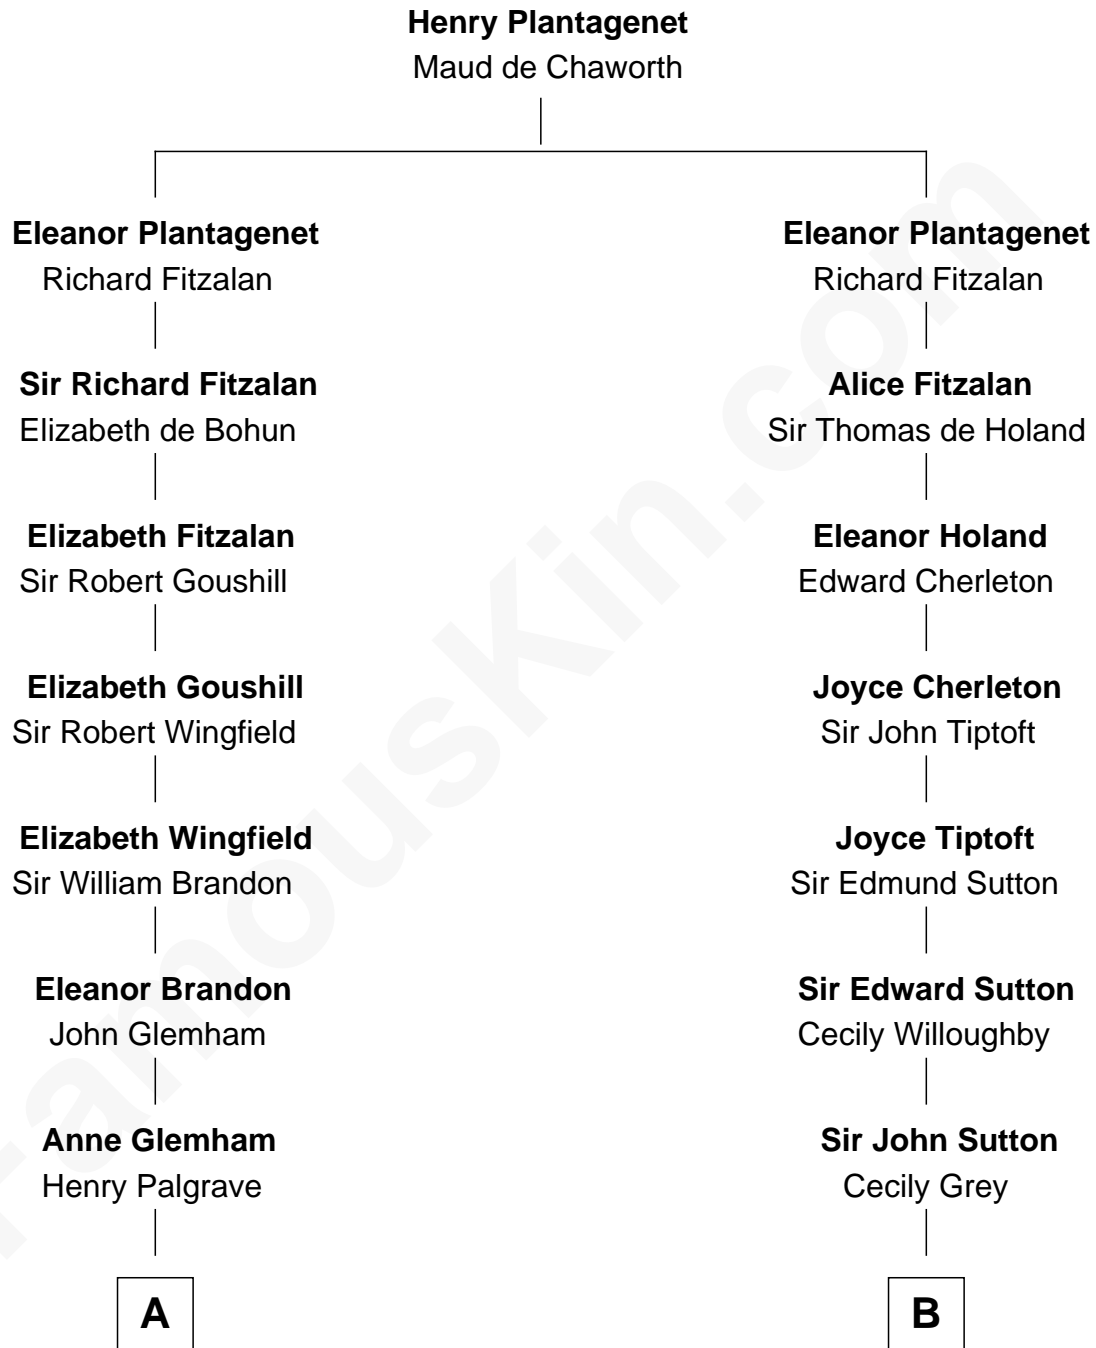 Henry Plantagenet
Maud de Chaworth
Eleanor Plantagenet
Richard Fitzalan
Eleanor Plantagenet
Richard Fitzalan
Sir Richard Fitzalan
Elizabeth de Bohun
Alice Fitzalan
Sir Thomas de Holand
Elizabeth Fitzalan
Sir Robert Goushill
Eleanor Holand
Edward Cherleton
Elizabeth Goushill
Sir Robert Wingfield
Joyce Cherleton
Sir John Tiptoft
Elizabeth Wingfield
Sir William Brandon
Joyce Tiptoft
Sir Edmund Sutton
Eleanor Brandon
John Glemham
Sir Edward Sutton
Cecily Willoughby
Anne Glemham
Henry Palgrave
Sir John Sutton
Cecily Grey
A
B
FamousKin.com